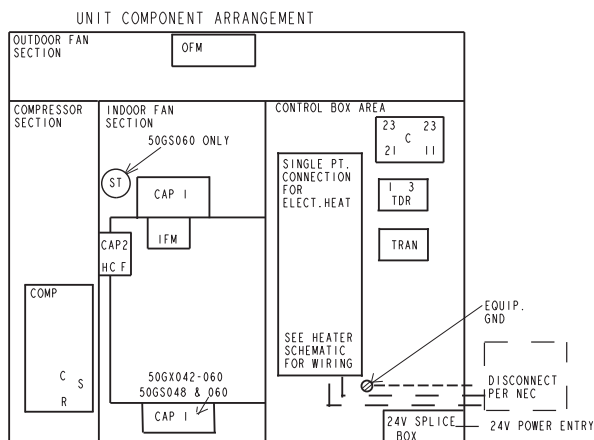 UNIT COMPONENT ARRANGEMENT
OUTDOOR FAN
SECTION
OFM
COMPRESSOR
SECTION
INDOOR FAN
SECTION
50GS060 ONLY
ST
CAP 1
IFM
CAP2
HC F
COMP
C
S
R
50GX042-060
50GS048 & 060
CAP 1
CONTROL BOX AREA
23 23
C
21 11
SINGLE PT.
CONNECTION
FOR
ELECT.HEAT
1 3
TDR
TRAN
SEE HEATER
SCHEMATIC
FOR WIRING
EQUIP.
GND
DISCONNECT
PER NEC
24V SPLICE
BOX
24V POWER ENTRY